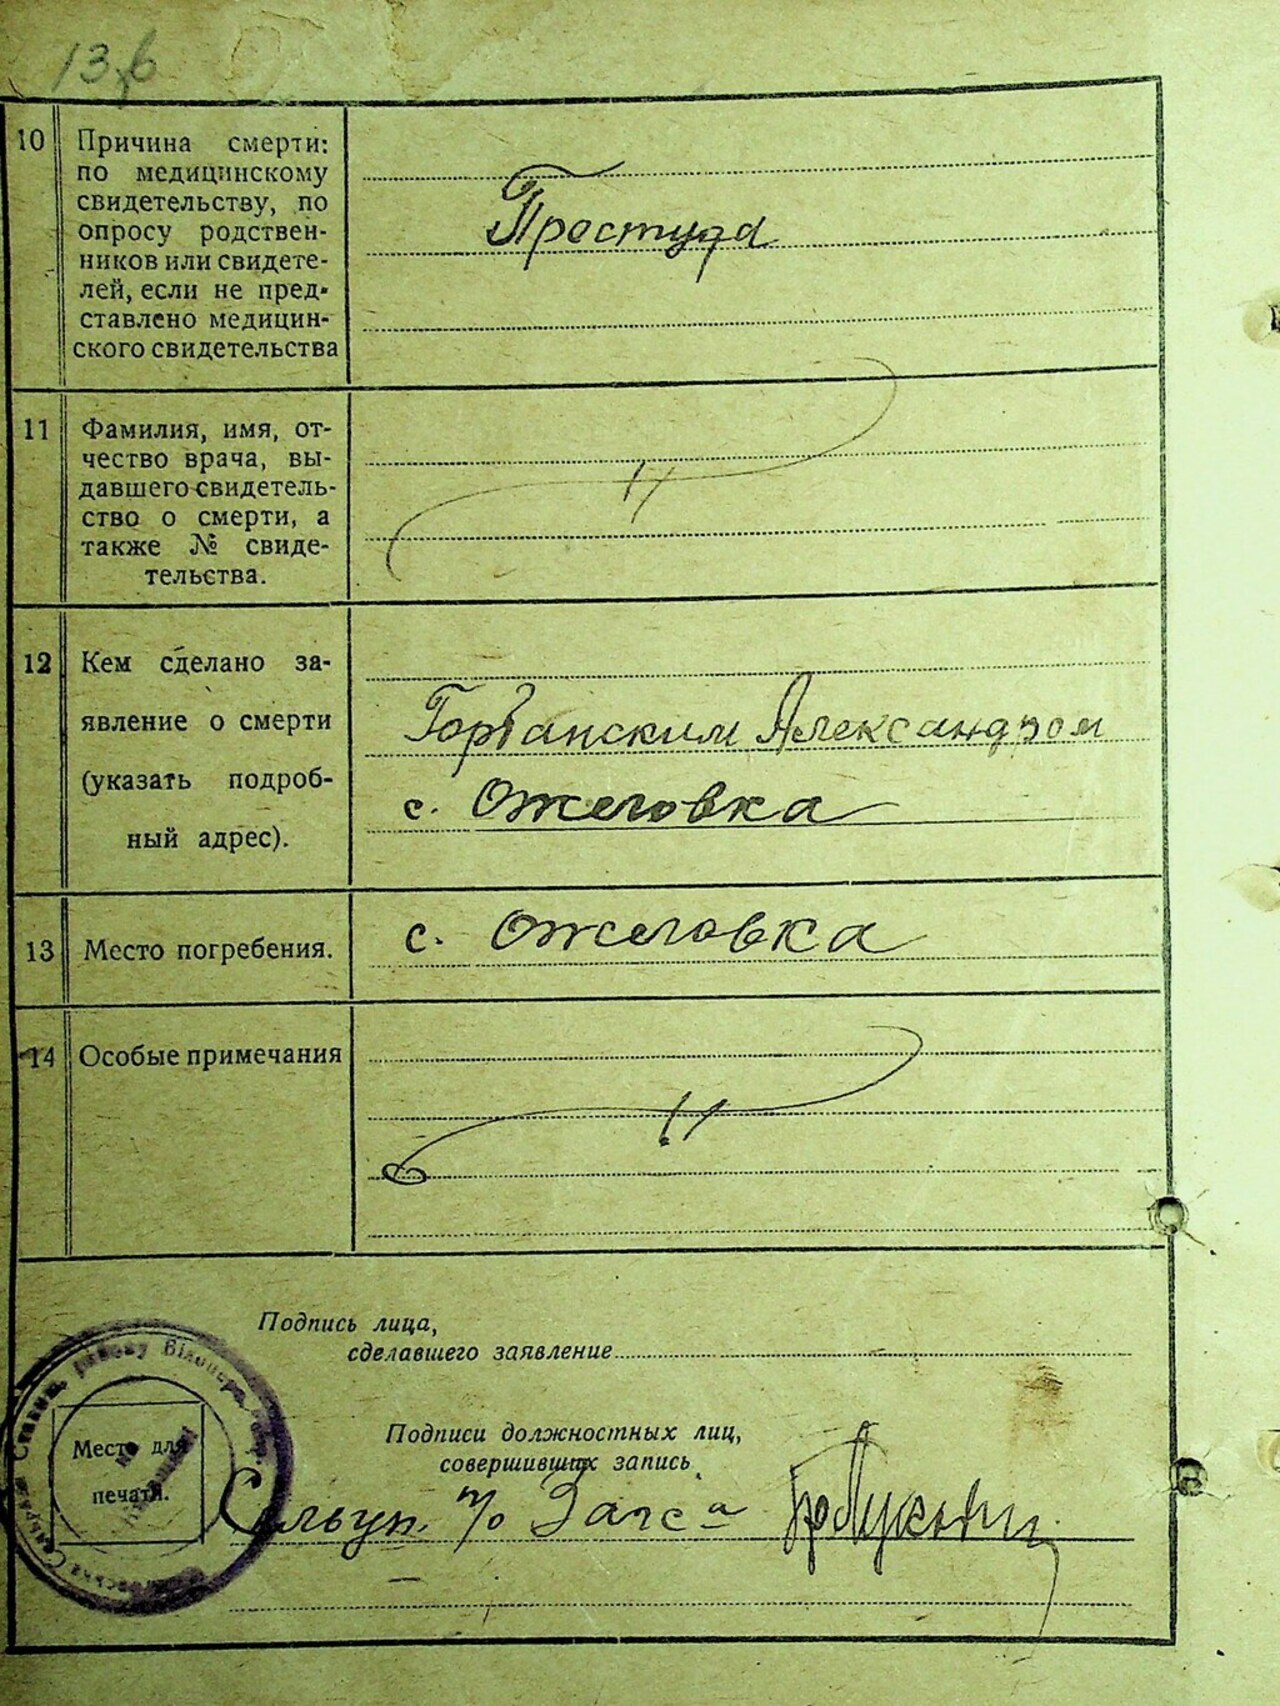 13,6
10 Причина смерти:
по медицинскому
свидетельству, по
опросу родствен-
ников или свидете-
лей, если не пред-
ставлено медицин-
ского свидетельства
Престуда
11 Фамилия, имя, от-
чество врача, вы-
давшего свидетель-
ство о смерти, а
также № свиде-
тельства.
12 Кем сделано за-
явление о смерти
(указать подроб-
ный адрес).
Горбанским Александром
с. Ожеговка
13 Место погребения.
с. Ожеговка
14 Особые примечания
Подпись лица,
сделавшего заявление
Подписи должностных лиц,
совершивших запись
Место для
печати.
Сельуп. п/о Загса